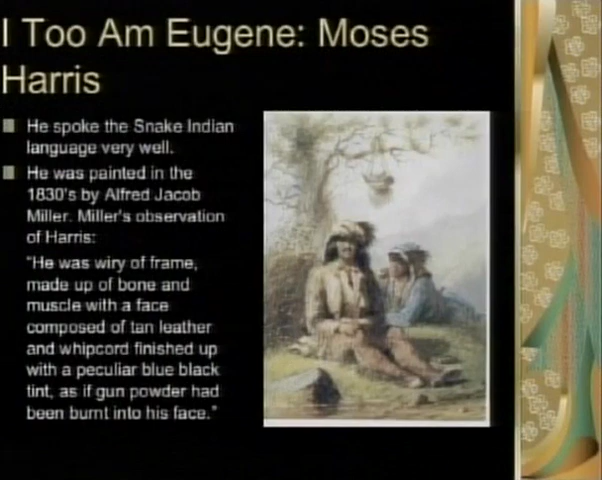 I Too Am Eugene: Moses
Harris
He spoke the Snake Indian
language very well.
He was painted in the
1830's by Alfred Jacob
Miller. Miller's observation
of Harris:
"He was wiry of frame,
made up of bone and
muscle with a face
composed of tan leather
and whipcord finished up
with a peculiar blue black
tint, as if gun powder had
been burnt into his face."